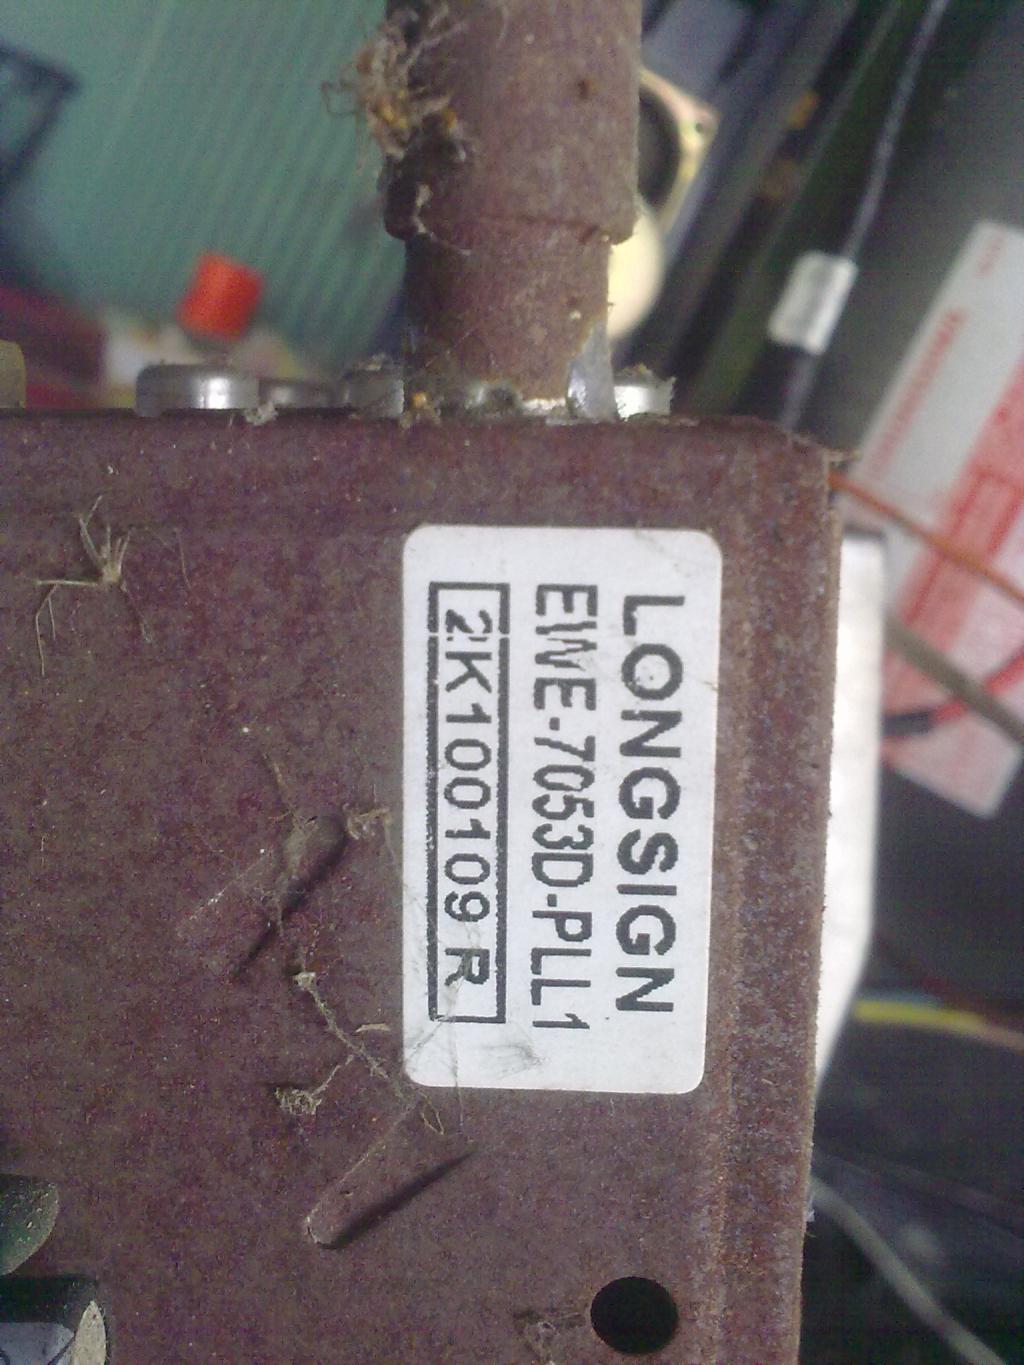 LONGSIGN
EWE-7053D-PLL1
2K100109 R